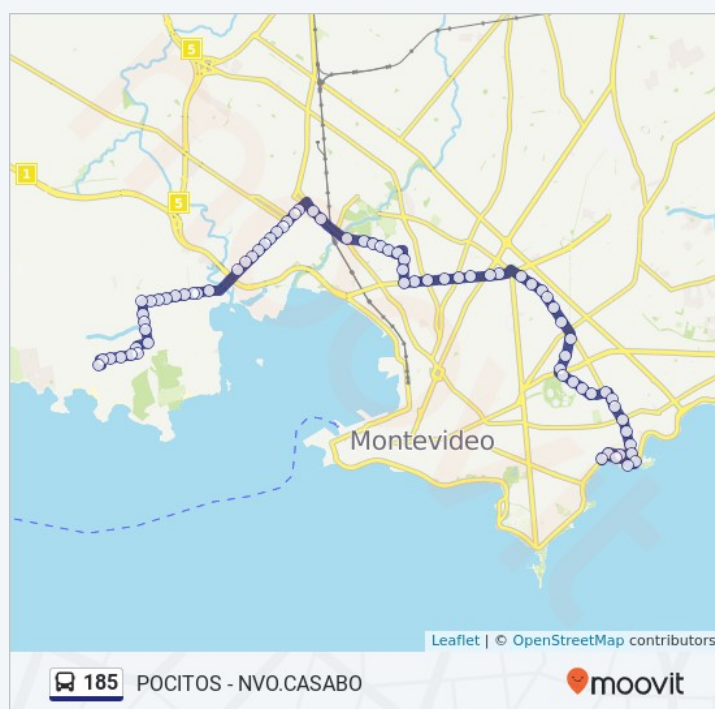 5
1
5
Montevideo
Leaflet | © OpenStreetMap contributors
185 POCITOS - NVO.CASABO
moovit